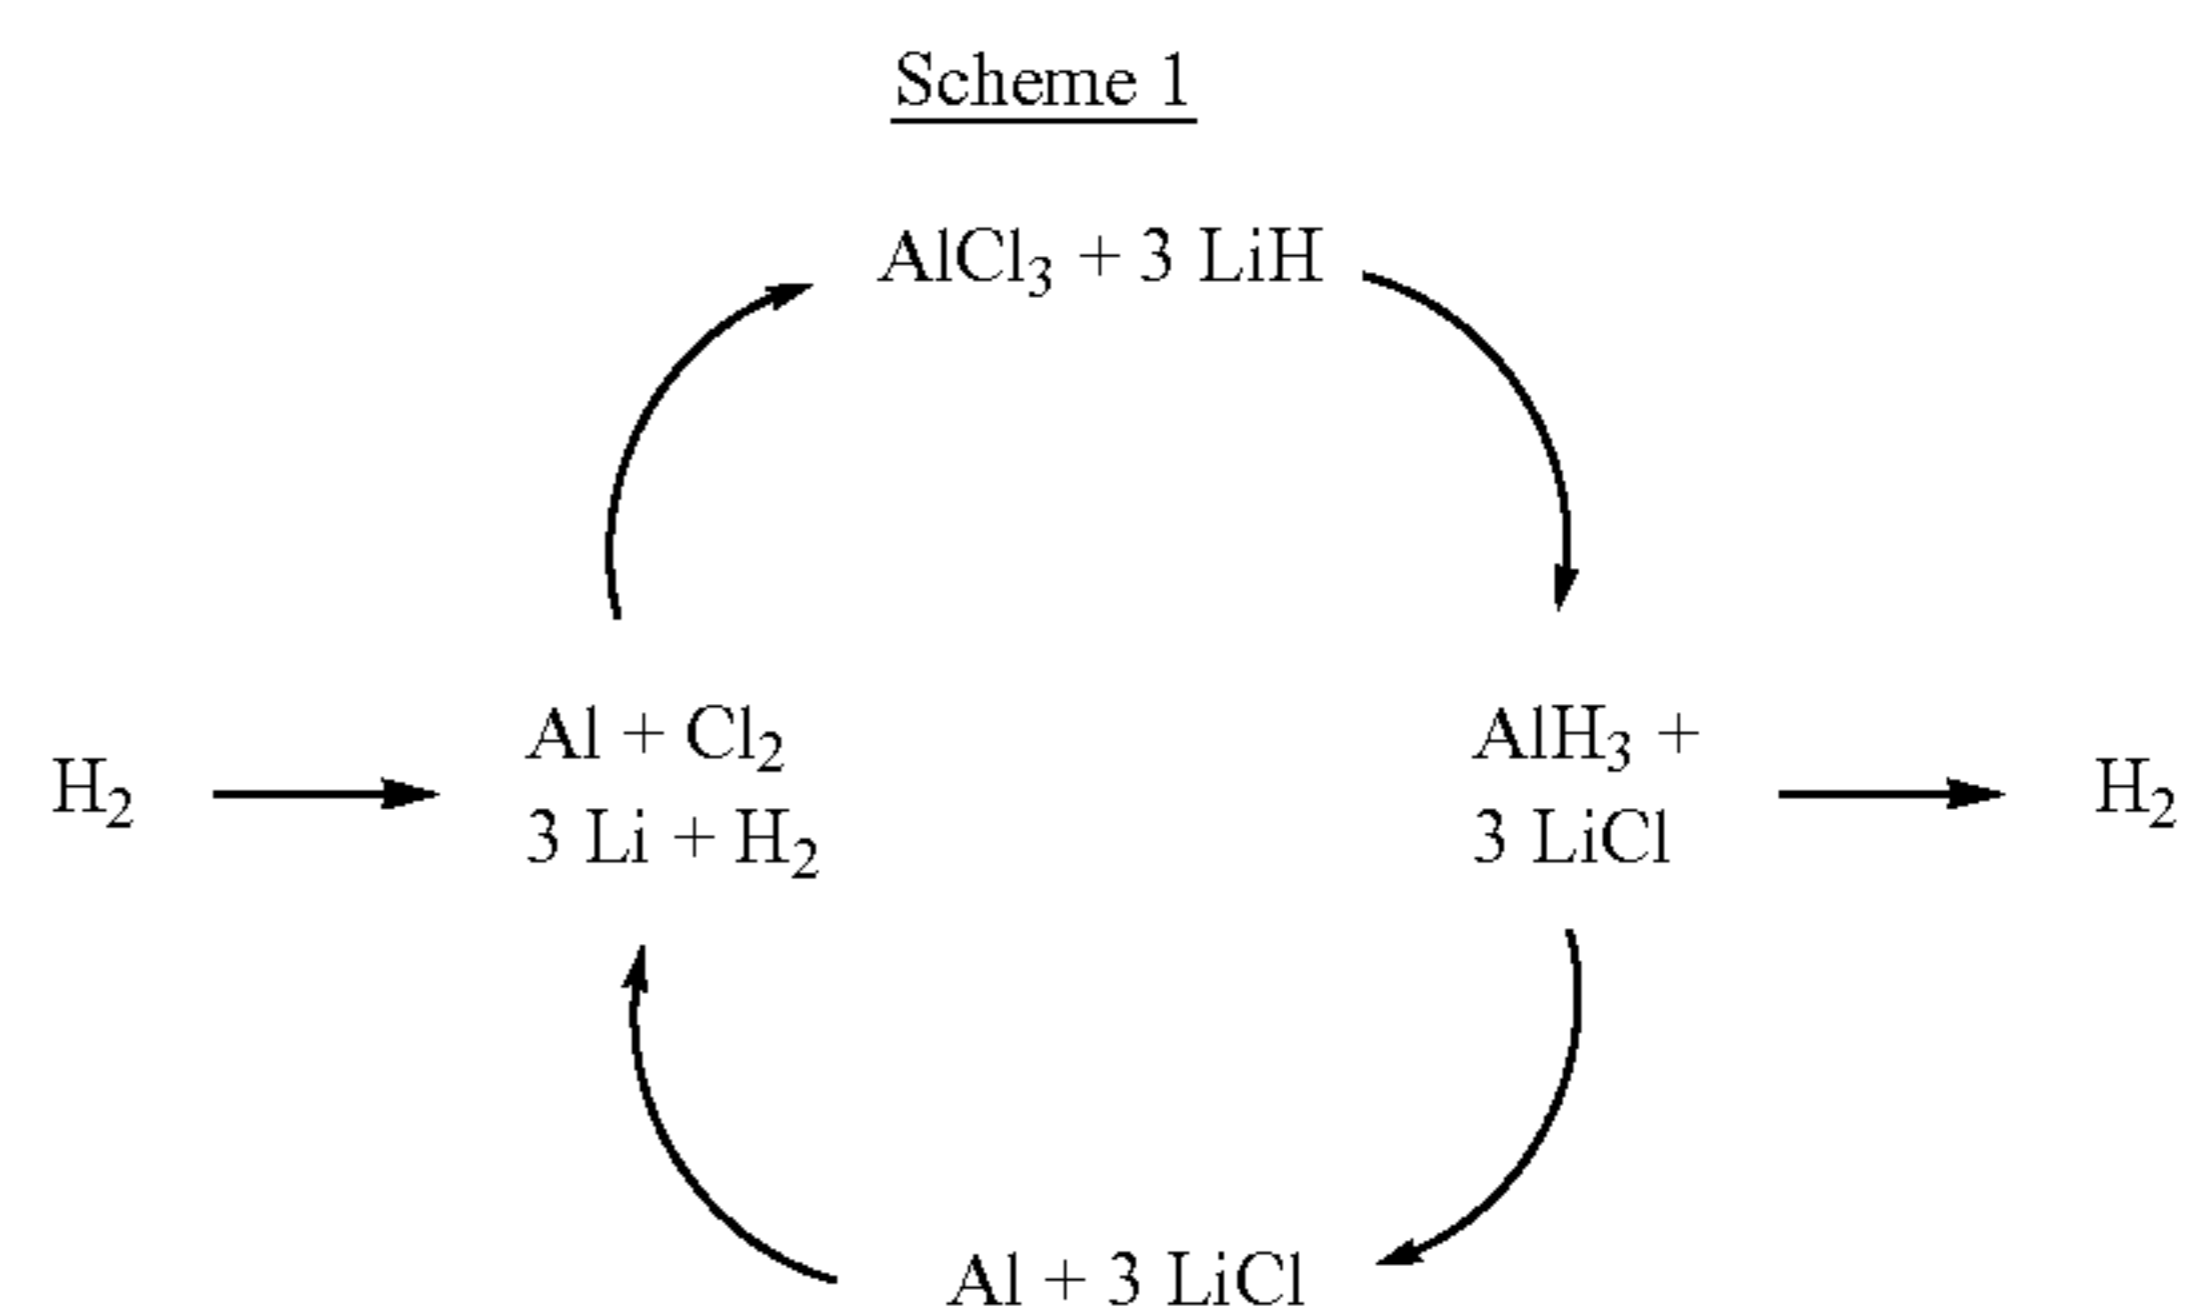 Scheme 1
AlCl₃ + 3 LiH
H₂
Al + Cl₂
3 Li + H₂
AlH₃ +
3 LiCl
H₂
Al + 3 LiCl